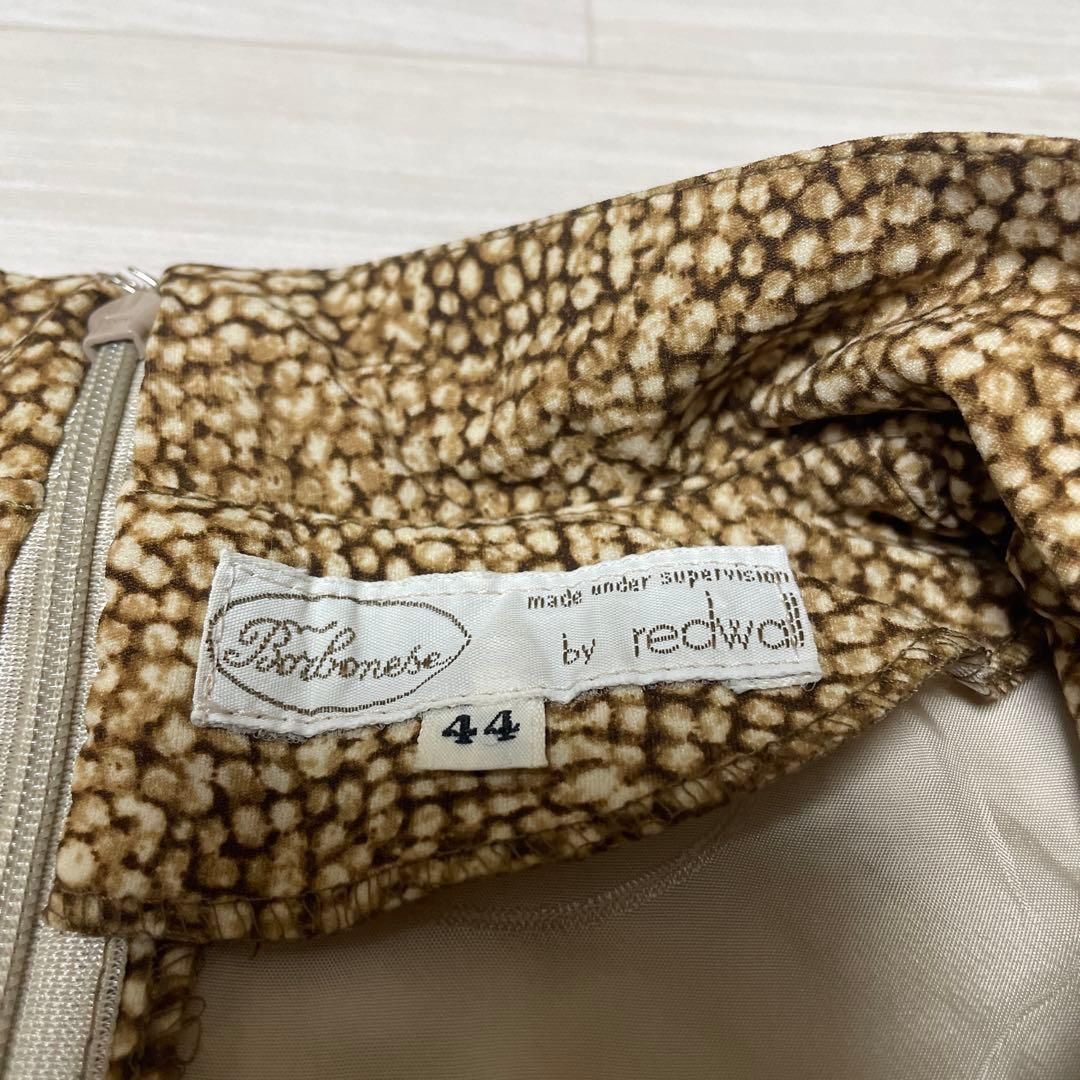 Borbonese
made under supervision
by redwall
44